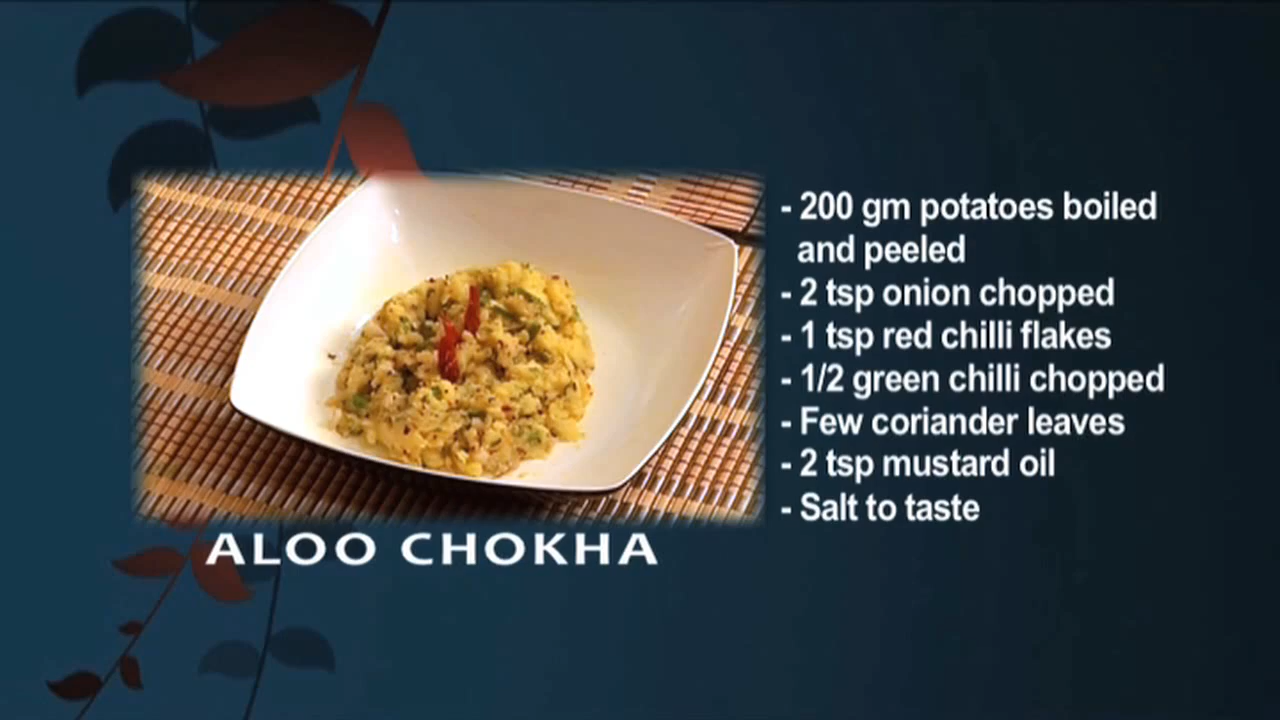 - 200 gm potatoes boiled
and peeled
- 2 tsp onion chopped
- 1 tsp red chilli flakes
- 1/2 green chilli chopped
- Few coriander leaves
- 2 tsp mustard oil
- Salt to taste
ALOO CHOKHA